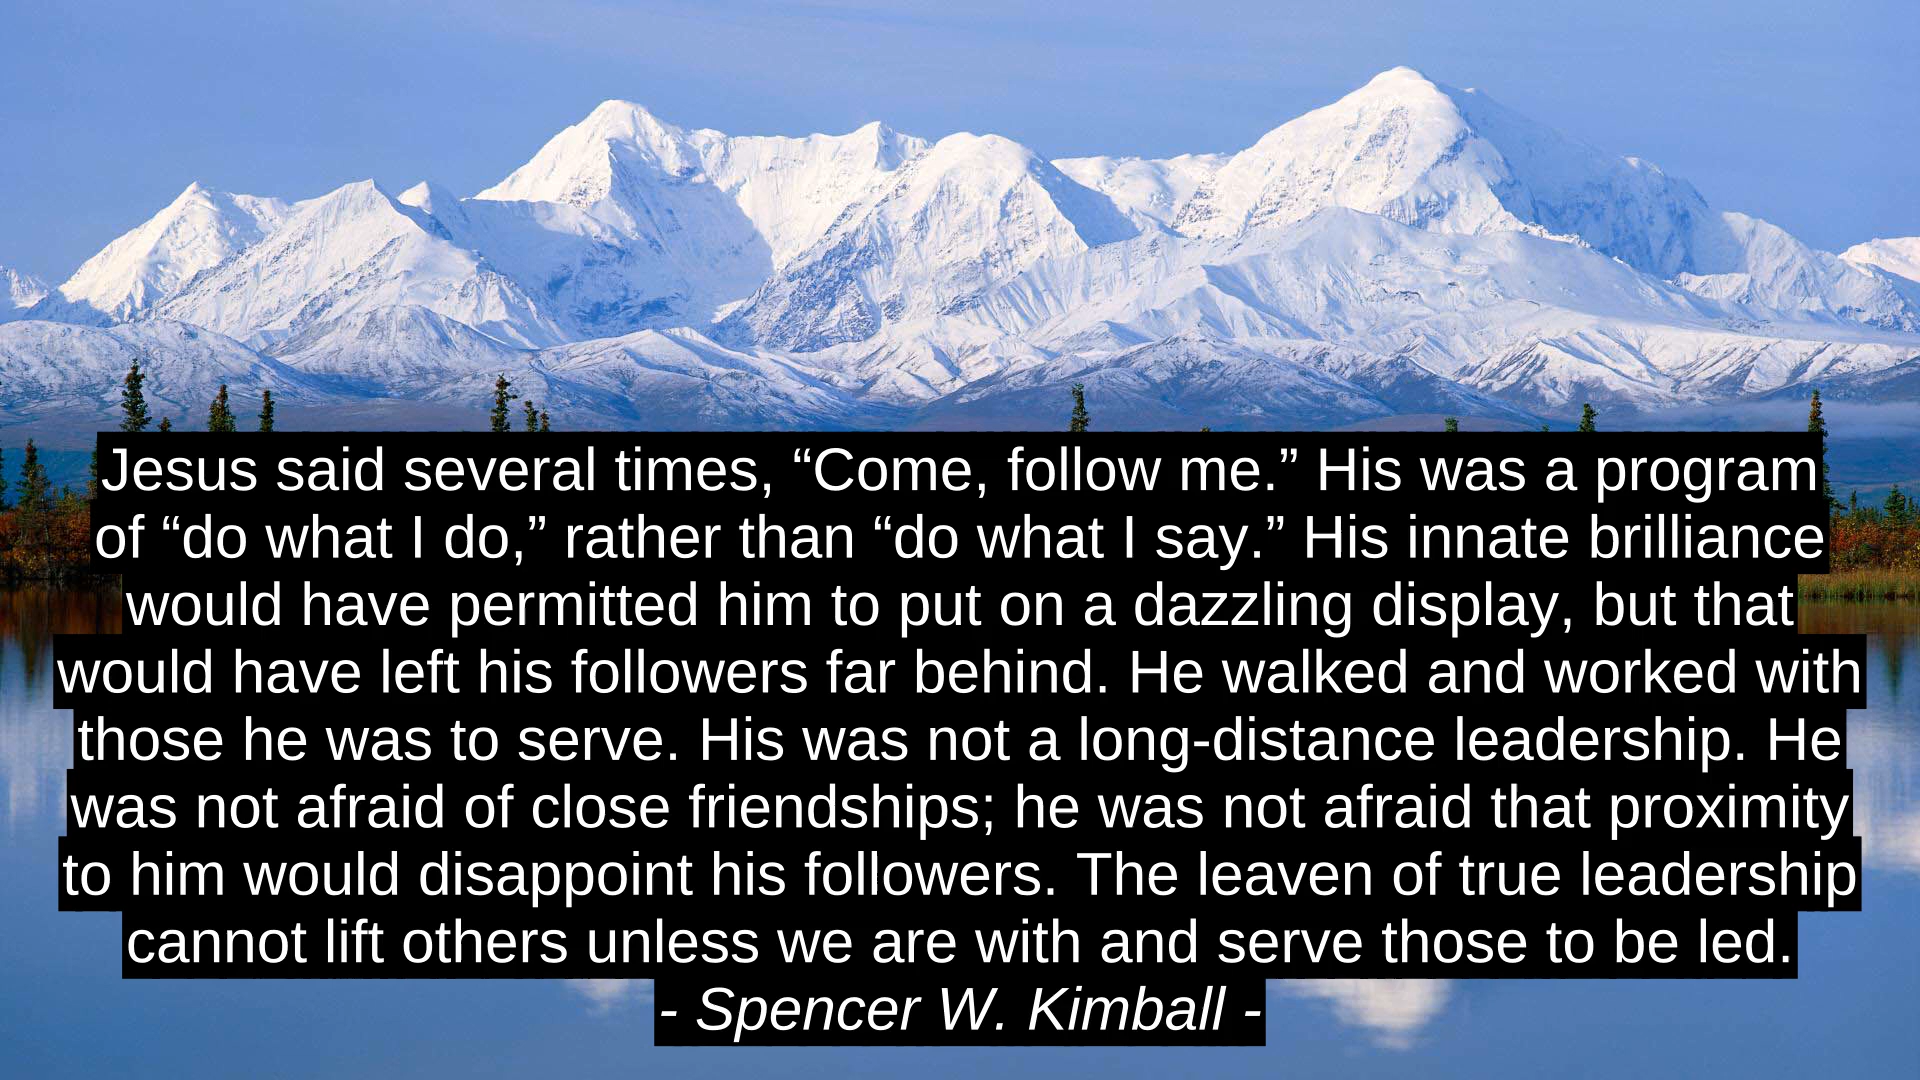 Jesus said several times, “Come, follow me.” His was a program
of “do what I do,” rather than “do what I say.” His innate brilliance
would have permitted him to put on a dazzling display, but that
would have left his followers far behind. He walked and worked with
those he was to serve. His was not a long-distance leadership. He
was not afraid of close friendships; he was not afraid that proximity
to him would disappoint his followers. The leaven of true leadership
cannot lift others unless we are with and serve those to be led.
- Spencer W. Kimball -